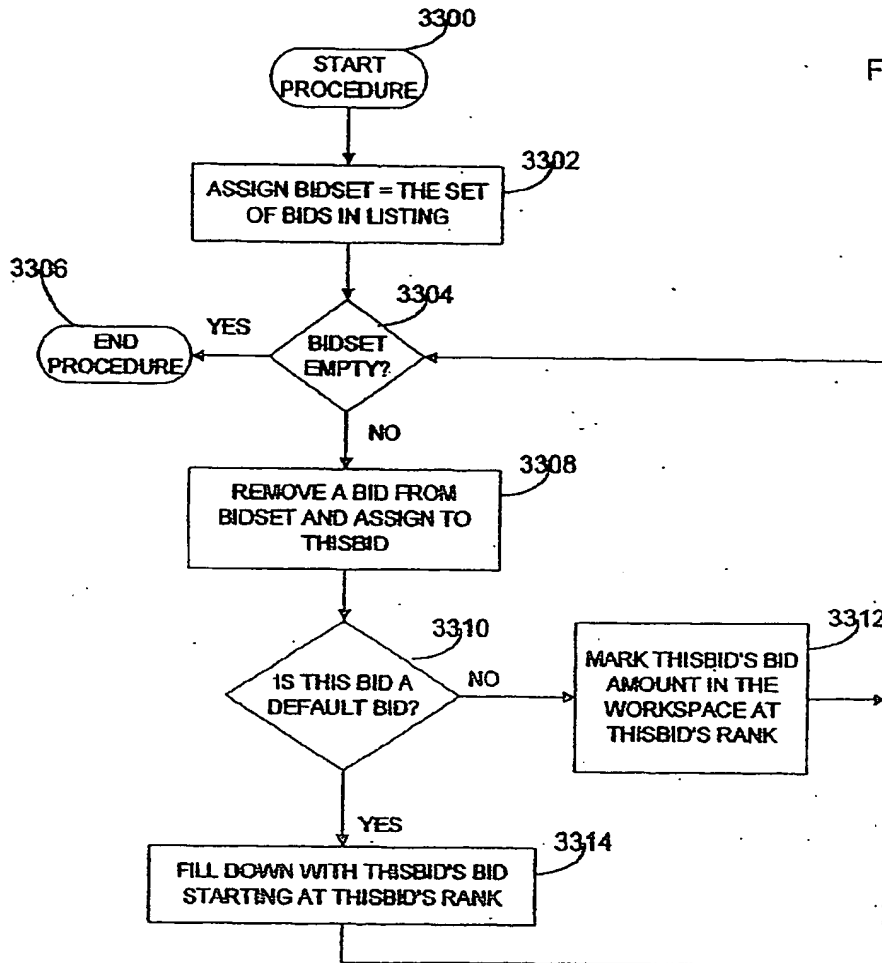 3300
START
PROCEDURE
F
3302
ASSIGN BIDSET = THE SET
OF BIDS IN LISTING
3306
3304
YES
END
PROCEDURE
BIDSET
EMPTY?
NO
3308
REMOVE A BID FROM
BIDSET AND ASSIGN TO
THISBID
3310
3312
IS THIS BID A
DEFAULT BID?
NO
MARK THISBID'S BID
AMOUNT IN THE
WORKSPACE AT
THISBID'S RANK
YES
3314
FILL DOWN WITH THISBID'S BID
STARTING AT THISBID'S RANK